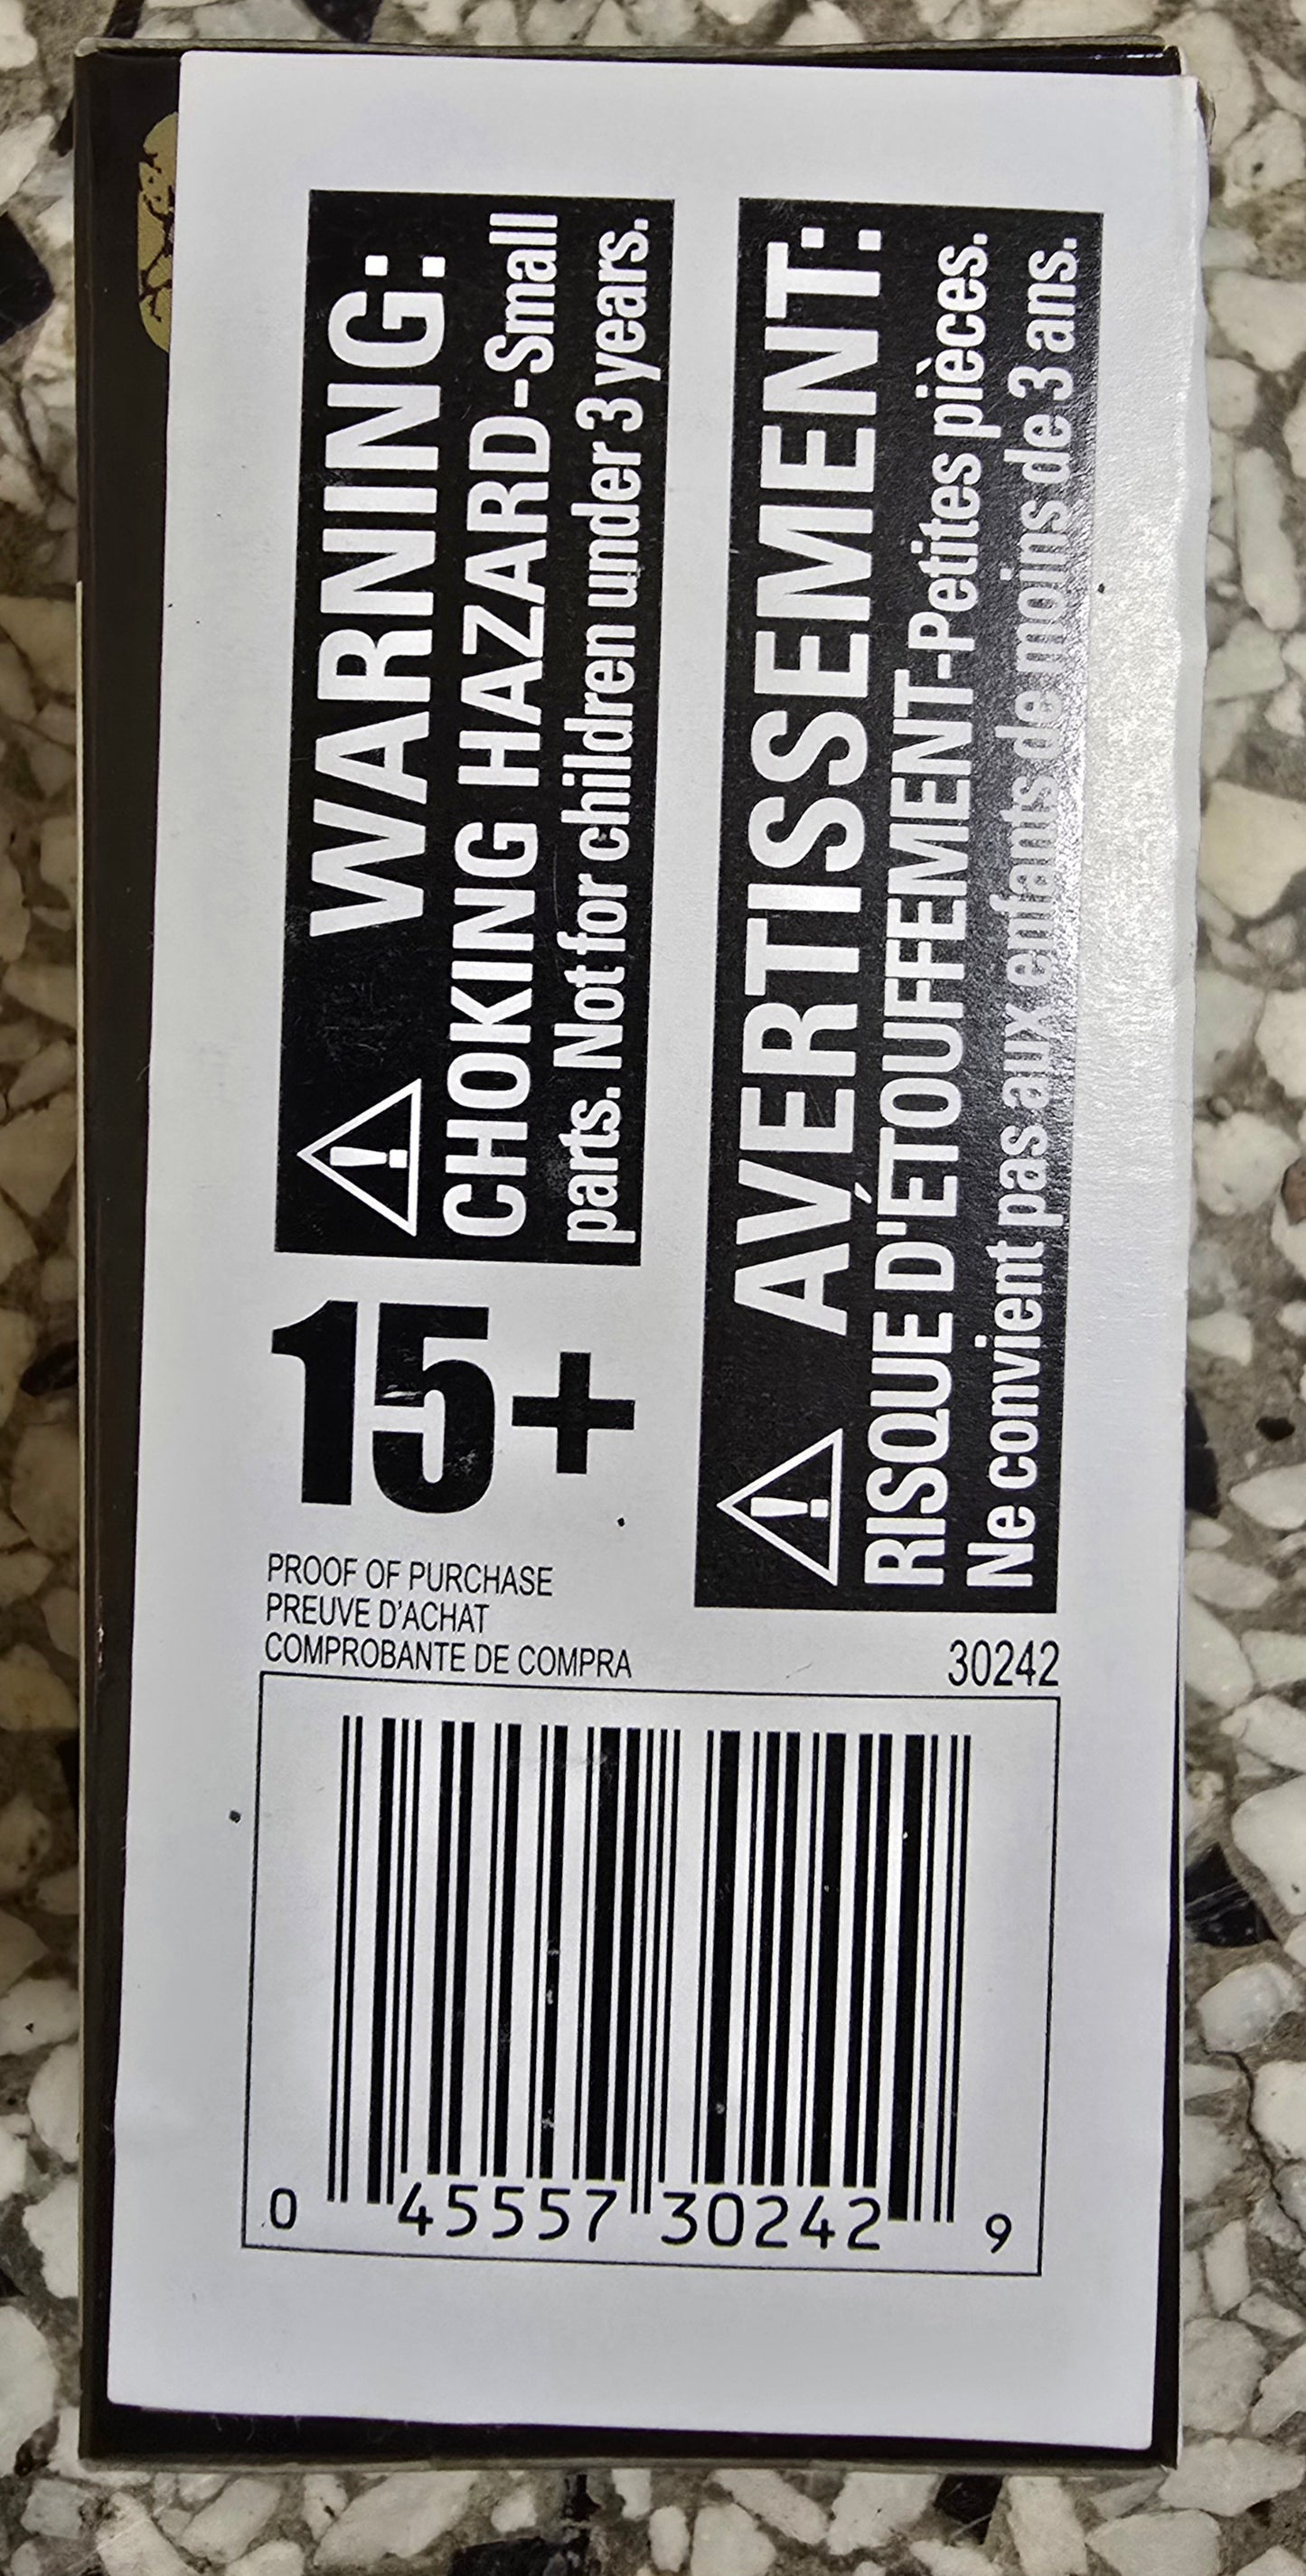 WARNING:
CHOKING HAZARD-Small
parts. Not for children under 3 years.
15+
AVERTISSEMENT:
RISQUE D'ÉTOUFFEMENT-Petites pièces.
Ne convient pas aux enfants de moins de 3 ans.
PROOF OF PURCHASE
PREUVE D'ACHAT
COMPROBANTE DE COMPRA
30242
0 45557 30242 9